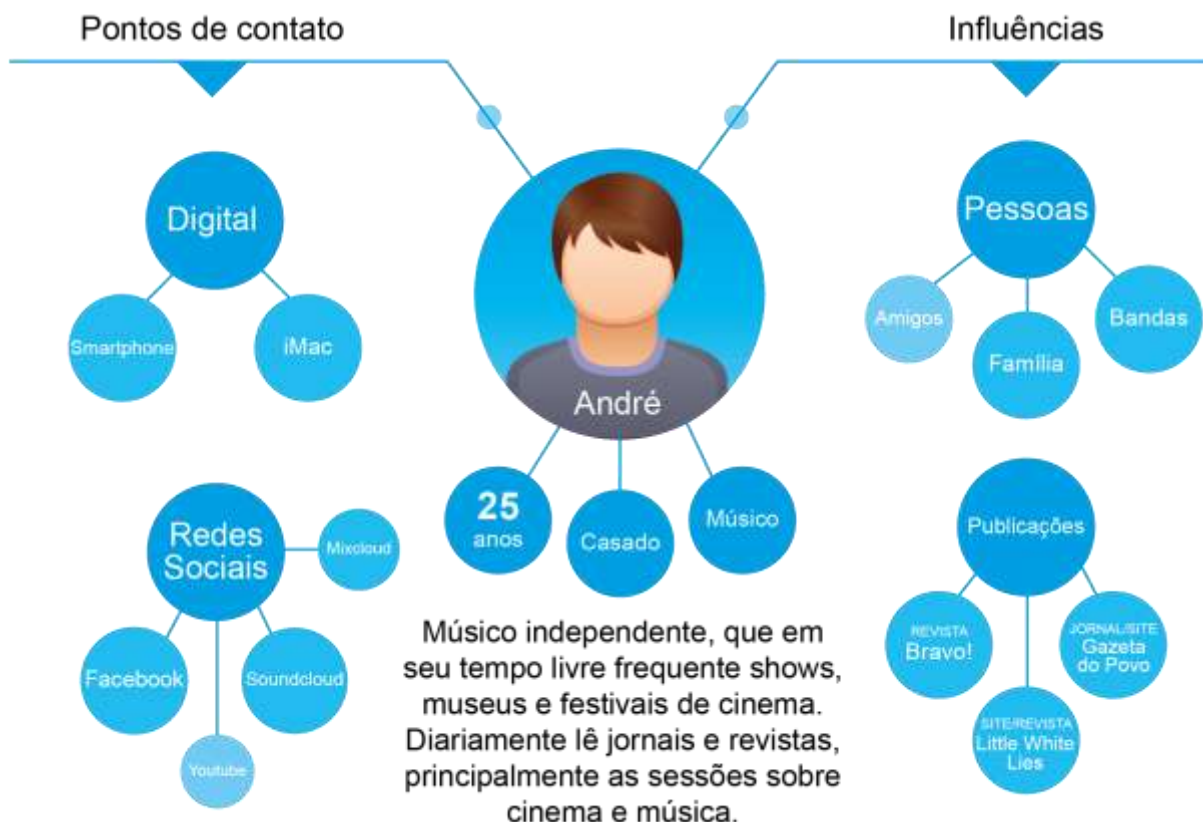 Pontos de contato
Influências
Digital
Smartphone
iMac
Redes
Sociais
Mixcloud
Facebook
Soundcloud
Youtube
André
25
anos
Casado
Músico
Músico independente, que em
seu tempo livre frequente shows,
museus e festivais de cinema.
Diariamente lê jornais e revistas,
principalmente as sessões sobre
cinema e música.
Pessoas
Amigos
Família
Bandas
Publicações
REVISTA
Bravo!
JORNAL/SITE
Gazeta
do Povo
SITE/REVISTA
Little White
Lies